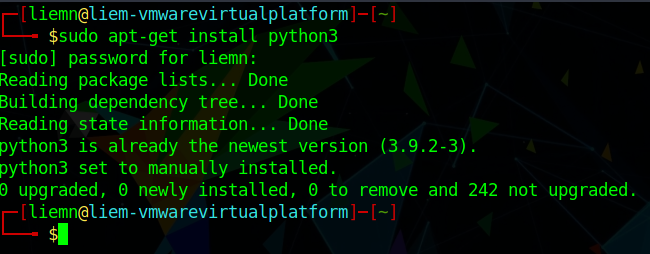 ┌─[liemn@liem-vmwarevirtualplatform]─[~]
└──╼ $sudo apt-get install python3
[sudo] password for liemn:
Reading package lists... Done
Building dependency tree... Done
Reading state information... Done
python3 is already the newest version (3.9.2-3).
python3 set to manually installed.
0 upgraded, 0 newly installed, 0 to remove and 242 not upgraded.
┌─[liemn@liem-vmwarevirtualplatform]─[~]
└──╼ $